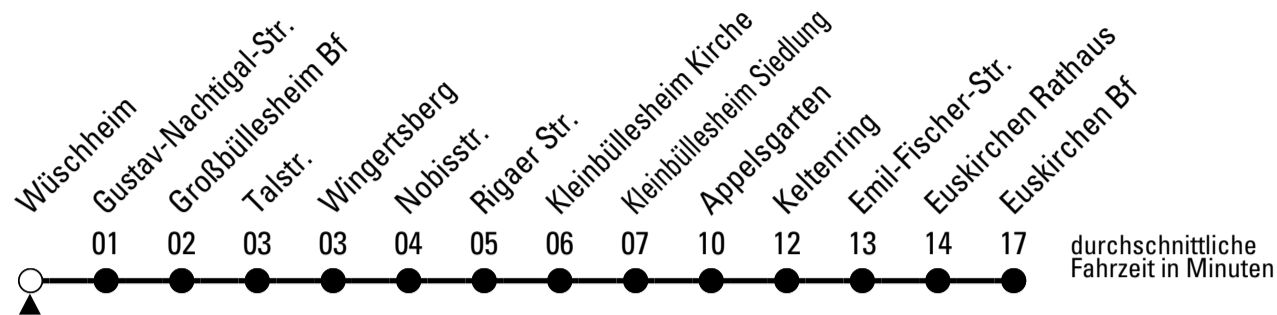 Wüschheim
Gustav-Nachtigal-Str.
Großbüllesheim Bf
Talstr.
Wingertsberg
Nobisstr.
Rigaer Str.
Kleinbüllesheim Kirche
Kleinbüllesheim Siedlung
Appelsgarten
Keltenring
Emil-Fischer-Str.
Euskirchen Rathaus
Euskirchen Bf
01 02 03 03 04 05 06 07 10 12 13 14 17
durchschnittliche
Fahrzeit in Minuten